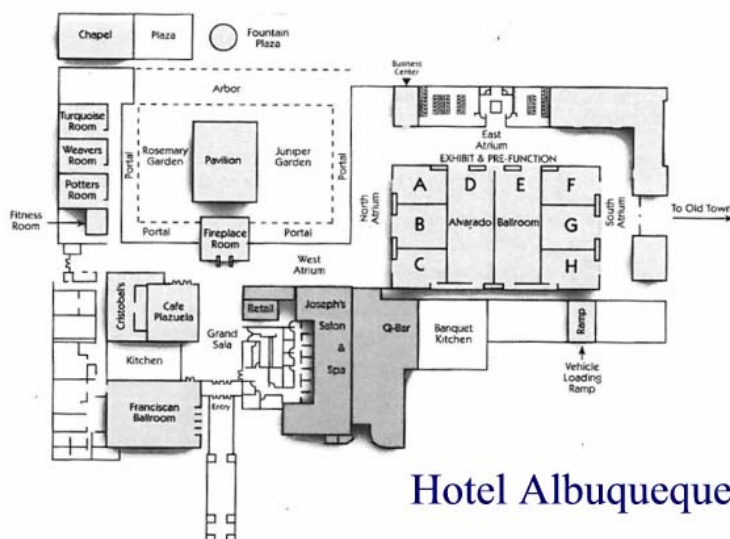 Chapel
Plaza
Fountain
Plaza
Business
Center
Arbor
Turquoise
Room
Weavers
Room
Potters
Room
Fitness
Room
Portal
Rosemary
Garden
Pavilion
Juniper
Garden
Portal
Portal
Fireplace
Room
Portal
North
Atrium
East
Atrium
EXHIBIT & PRE-FUNCTION
A
D
E
F
B
Alvarado
Ballroom
G
C
H
South
Atrium
To Old Town
West
Atrium
Cristobal's
Cafe
Plazuela
Kitchen
Grand
Sala
Retail
Joseph's
Salon
&
Spa
Q-Bar
Banquet
Kitchen
Ramp
Vehicle
Loading
Ramp
Franciscan
Ballroom
Entry
Hotel Albuqueque